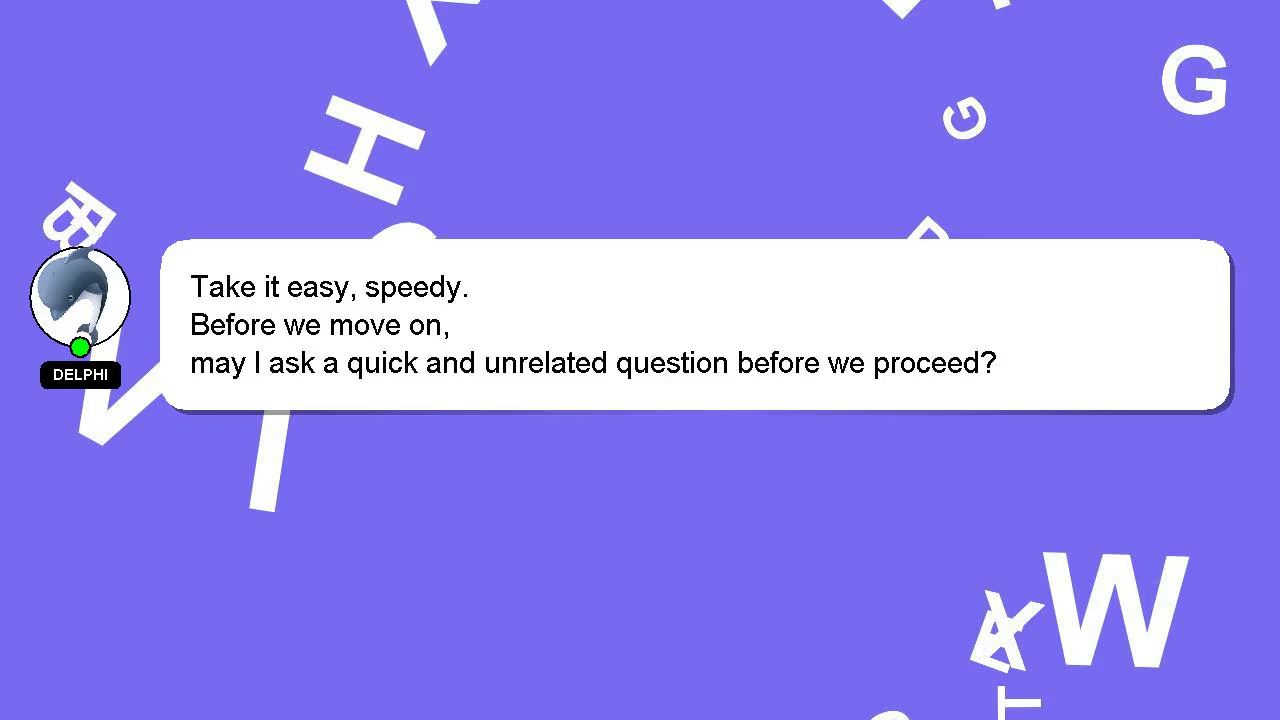 G
G
H
Take it easy, speedy.
Before we move on,
may I ask a quick and unrelated question before we proceed?
DELPHI
W
T